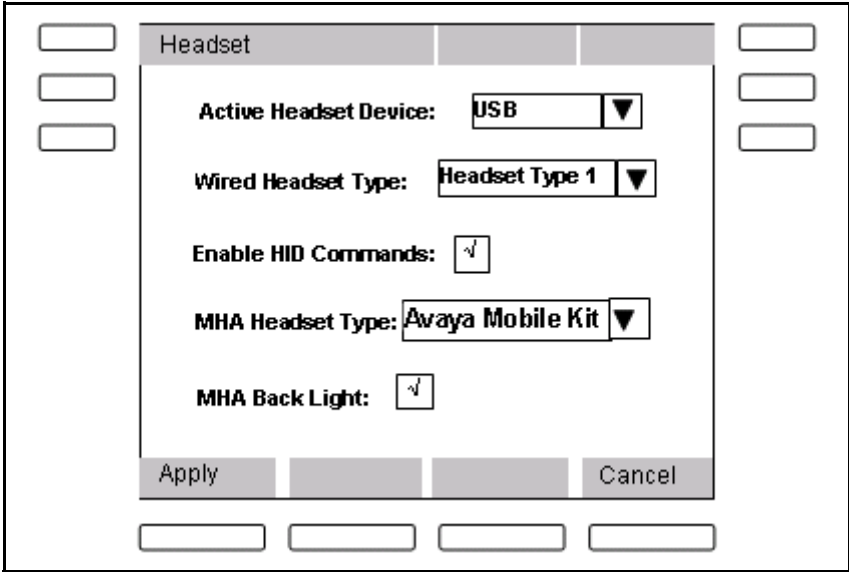 Headset
Active Headset Device: USB
Wired Headset Type: Headset Type 1
Enable HID Commands: √
MHA Headset Type: Avaya Mobile Kit
MHA Back Light: √
Apply Cancel